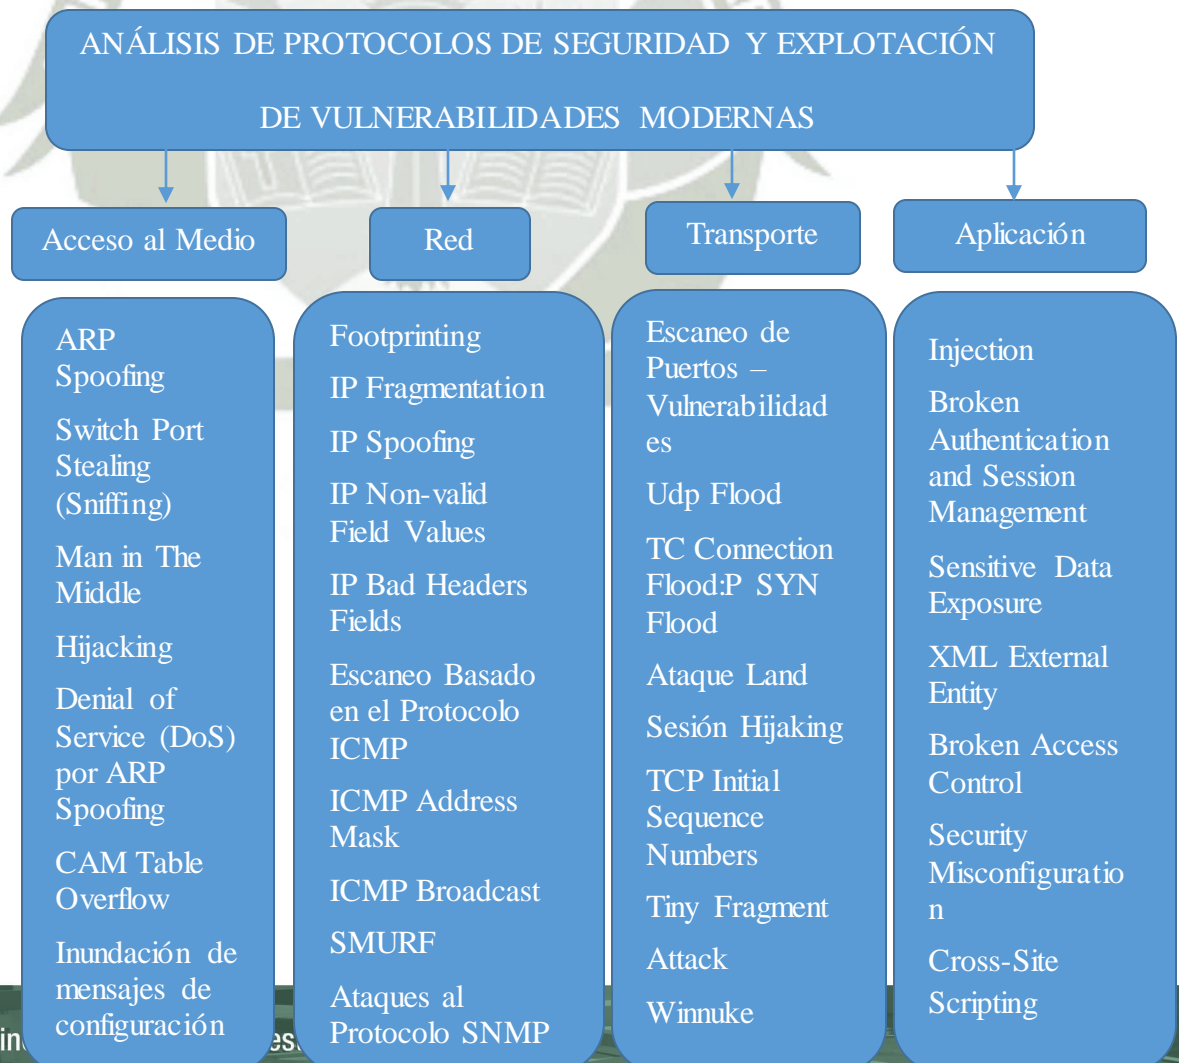 ANÁLISIS DE PROTOCOLOS DE SEGURIDAD Y EXPLOTACIÓN
DE VULNERABILIDADES MODERNAS
Acceso al Medio
Red
Transporte
Aplicación
ARP
Spoofing
Switch Port
Stealing
(Sniffing)
Man in The
Middle
Hijacking
Denial of
Service (DoS)
por ARP
Spoofing
CAM Table
Overflow
Inundación de
mensajes de
configuración
Footprinting
IP Fragmentation
IP Spoofing
IP Non-valid
Field Values
IP Bad Headers
Fields
Escaneo Basado
en el Protocolo
ICMP
ICMP Address
Mask
ICMP Broadcast
SMURF
Ataques al
Protocolo SNMP
Escaneo de
Puertos –
Vulnerabilidad
es
Udp Flood
TC Connection
Flood:P SYN
Flood
Ataque Land
Sesión Hijaking
TCP Initial
Sequence
Numbers
Tiny Fragment
Attack
Winnuke
Injection
Broken
Authentication
and Session
Management
Sensitive Data
Exposure
XML External
Entity
Broken Access
Control
Security
Misconfiguratio
n
Cross-Site
Scripting